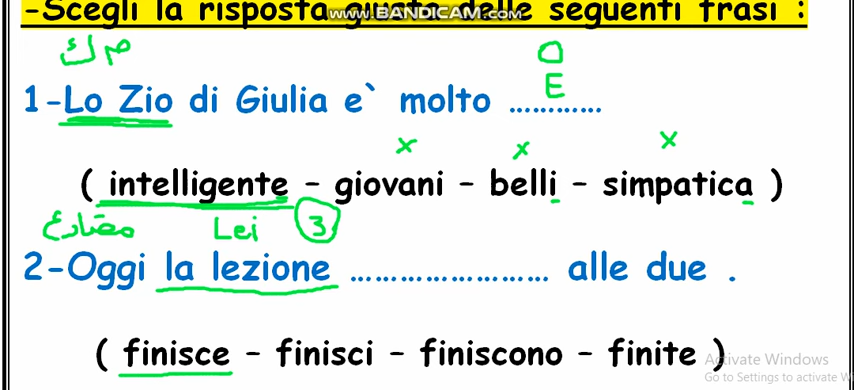 -Scegli la risposta giusta delle seguenti frasi :
www.BANDICAM.com
م ك
O
E
1-Lo Zio di Giulia e` molto .............
x x x
( intelligente - giovani - belli - simpatica )
مضارع Lei 3
2-Oggi la lezione ....................... alle due .
( finisce - finisci - finiscono - finite )
Activate Windows
Go to Settings to activate W